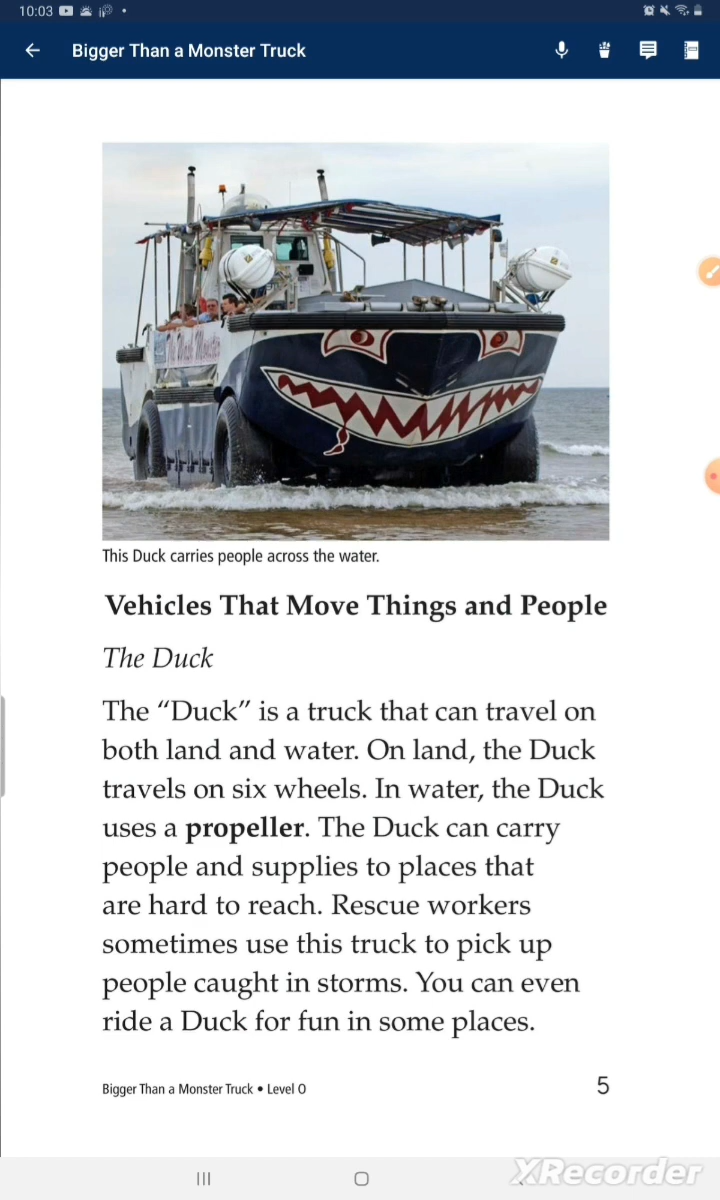 10:03
Bigger Than a Monster Truck
This Duck carries people across the water.
Vehicles That Move Things and People
The Duck
The “Duck” is a truck that can travel on
both land and water. On land, the Duck
travels on six wheels. In water, the Duck
uses a propeller. The Duck can carry
people and supplies to places that
are hard to reach. Rescue workers
sometimes use this truck to pick up
people caught in storms. You can even
ride a Duck for fun in some places.
Bigger Than a Monster Truck • Level O
5
XRecorder